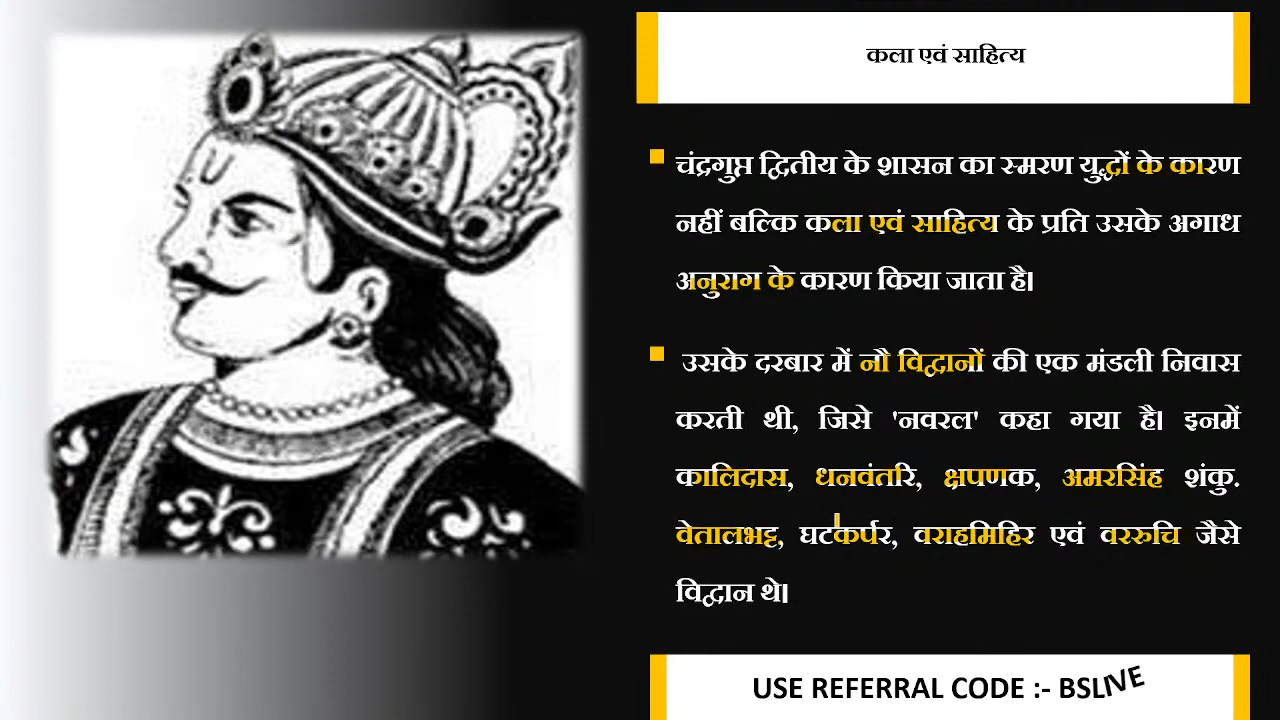 कला एवं साहित्य
चंद्रगुप्त द्वितीय के शासन का स्मरण युद्धों के कारण
नहीं बल्कि कला एवं साहित्य के प्रति उसके अगाध
अनुराग के कारण किया जाता है।
उसके दरबार में नौ विद्वानों की एक मंडली निवास
करती थी, जिसे 'नवरत्न' कहा गया है। इनमें
कालिदास, धनवंतरि, क्षपणक, अमरसिंह शंकु.
वेतालभट्ट, घटकर्पर, वराहमिहिर एवं वररुचि जैसे
विद्वान थे।
USE REFERRAL CODE :- BSLIVE